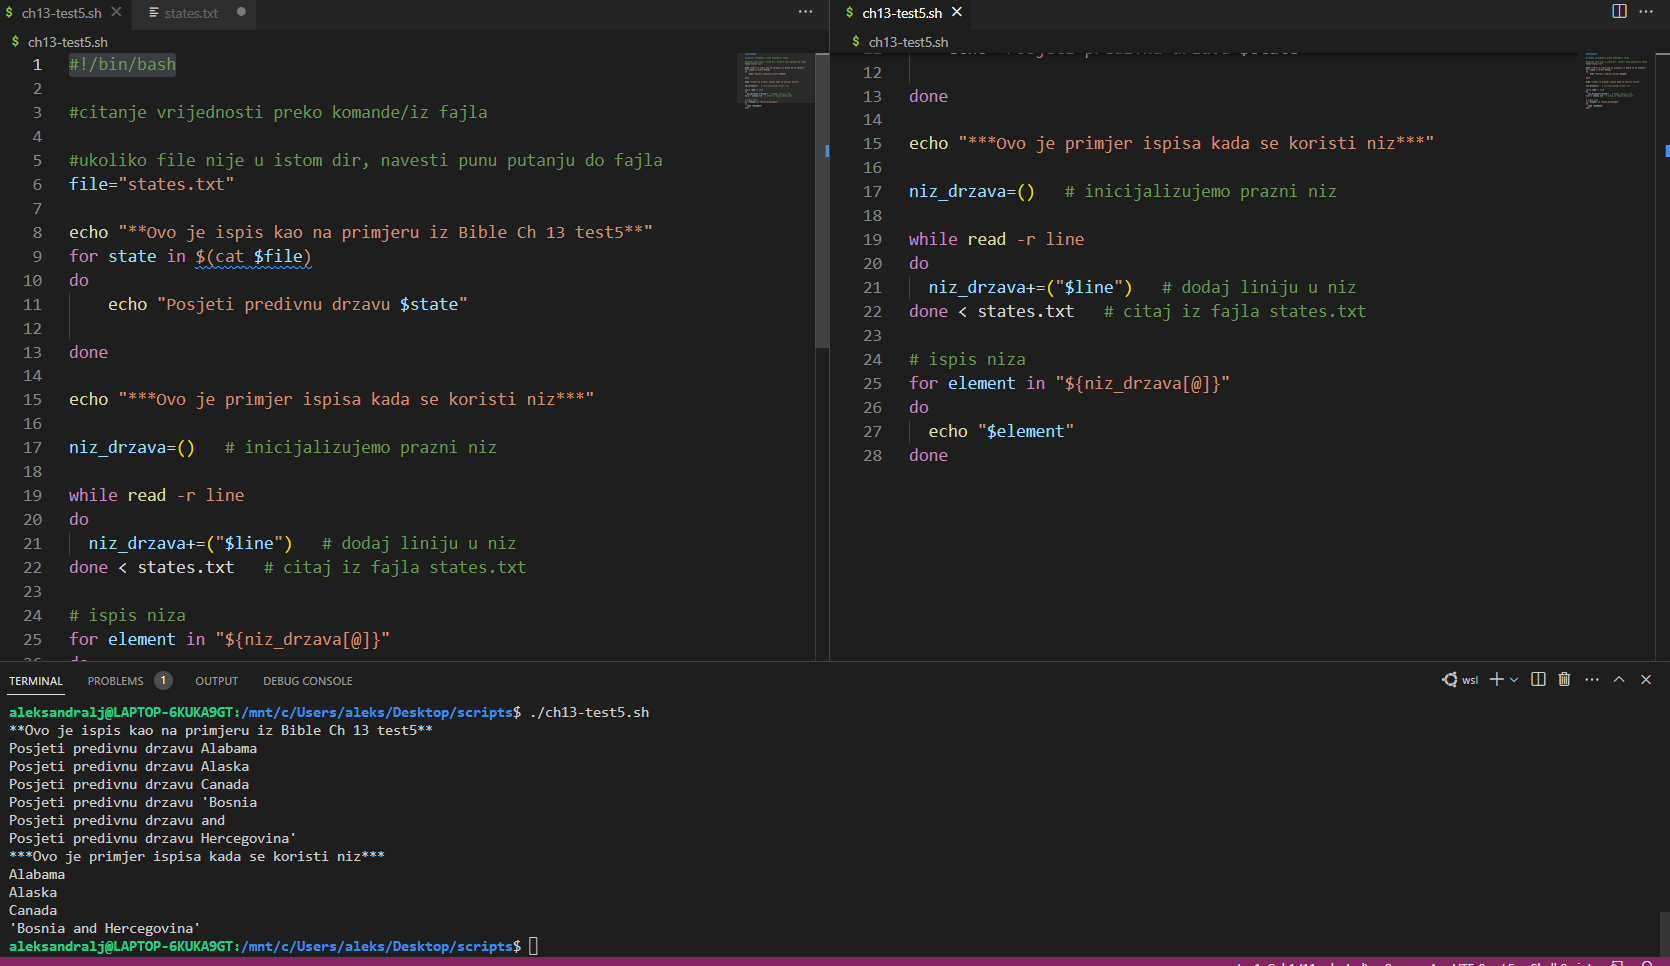 ch13-test5.sh
states.txt
ch13-test5.sh
1 #!/bin/bash
2
3 #citanje vrijednosti preko komande/iz fajla
4
5 #ukoliko file nije u istom dir, navesti punu putanju do fajla
6 file="states.txt"
7
8 echo "**Ovo je ispis kao na primjeru iz Bible Ch 13 test5**"
9 for state in $(cat $file)
10 do
11 echo "Posjeti predivnu drzavu $state"
12
13 done
14
15 echo "***Ovo je primjer ispisa kada se koristi niz***"
16
17 niz_drzava=() # inicijalizujemo prazni niz
18
19 while read -r line
20 do
21 niz_drzava+=("$line") # dodaj liniju u niz
22 done < states.txt # citaj iz fajla states.txt
23
24 # ispis niza
25 for element in "${niz_drzava[@]}"
ch13-test5.sh
ch13-test5.sh
12
13 done
14
15 echo "***Ovo je primjer ispisa kada se koristi niz***"
16
17 niz_drzava=() # inicijalizujemo prazni niz
18
19 while read -r line
20 do
21 niz_drzava+=("$line") # dodaj liniju u niz
22 done < states.txt # citaj iz fajla states.txt
23
24 # ispis niza
25 for element in "${niz_drzava[@]}"
26 do
27 echo "$element"
28 done
TERMINAL PROBLEMS 1 OUTPUT DEBUG CONSOLE wsl
aleksandralj@LAPTOP-6KUKA9GT:/mnt/c/Users/aleks/Desktop/scripts$ ./ch13-test5.sh
**Ovo je ispis kao na primjeru iz Bible Ch 13 test5**
Posjeti predivnu drzavu Alabama
Posjeti predivnu drzavu Alaska
Posjeti predivnu drzavu Canada
Posjeti predivnu drzavu 'Bosnia
Posjeti predivnu drzavu and
Posjeti predivnu drzavu Hercegovina'
***Ovo je primjer ispisa kada se koristi niz***
Alabama
Alaska
Canada
'Bosnia and Hercegovina'
aleksandralj@LAPTOP-6KUKA9GT:/mnt/c/Users/aleks/Desktop/scripts$